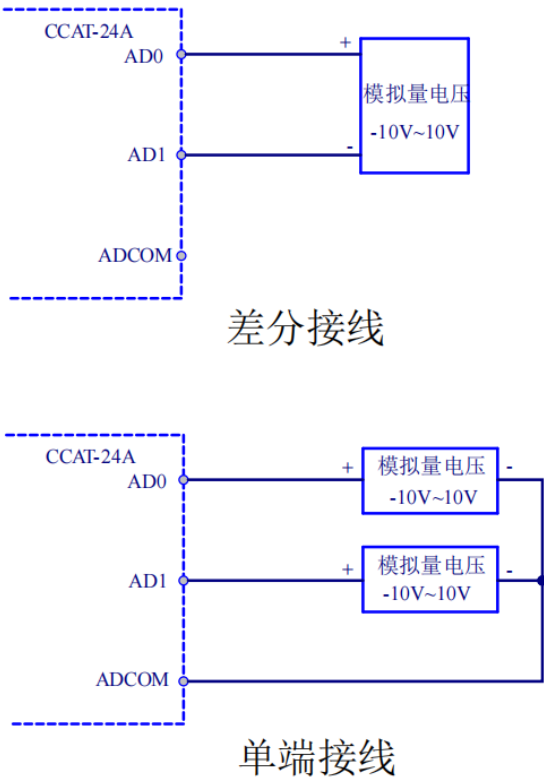 CCAT-24A
AD0
+
模拟量电压
-10V~10V
-
AD1
ADCOM
差分接线
CCAT-24A
AD0
+
模拟量电压
-
-10V~10V
AD1
+
模拟量电压
-
-10V~10V
ADCOM
单端接线